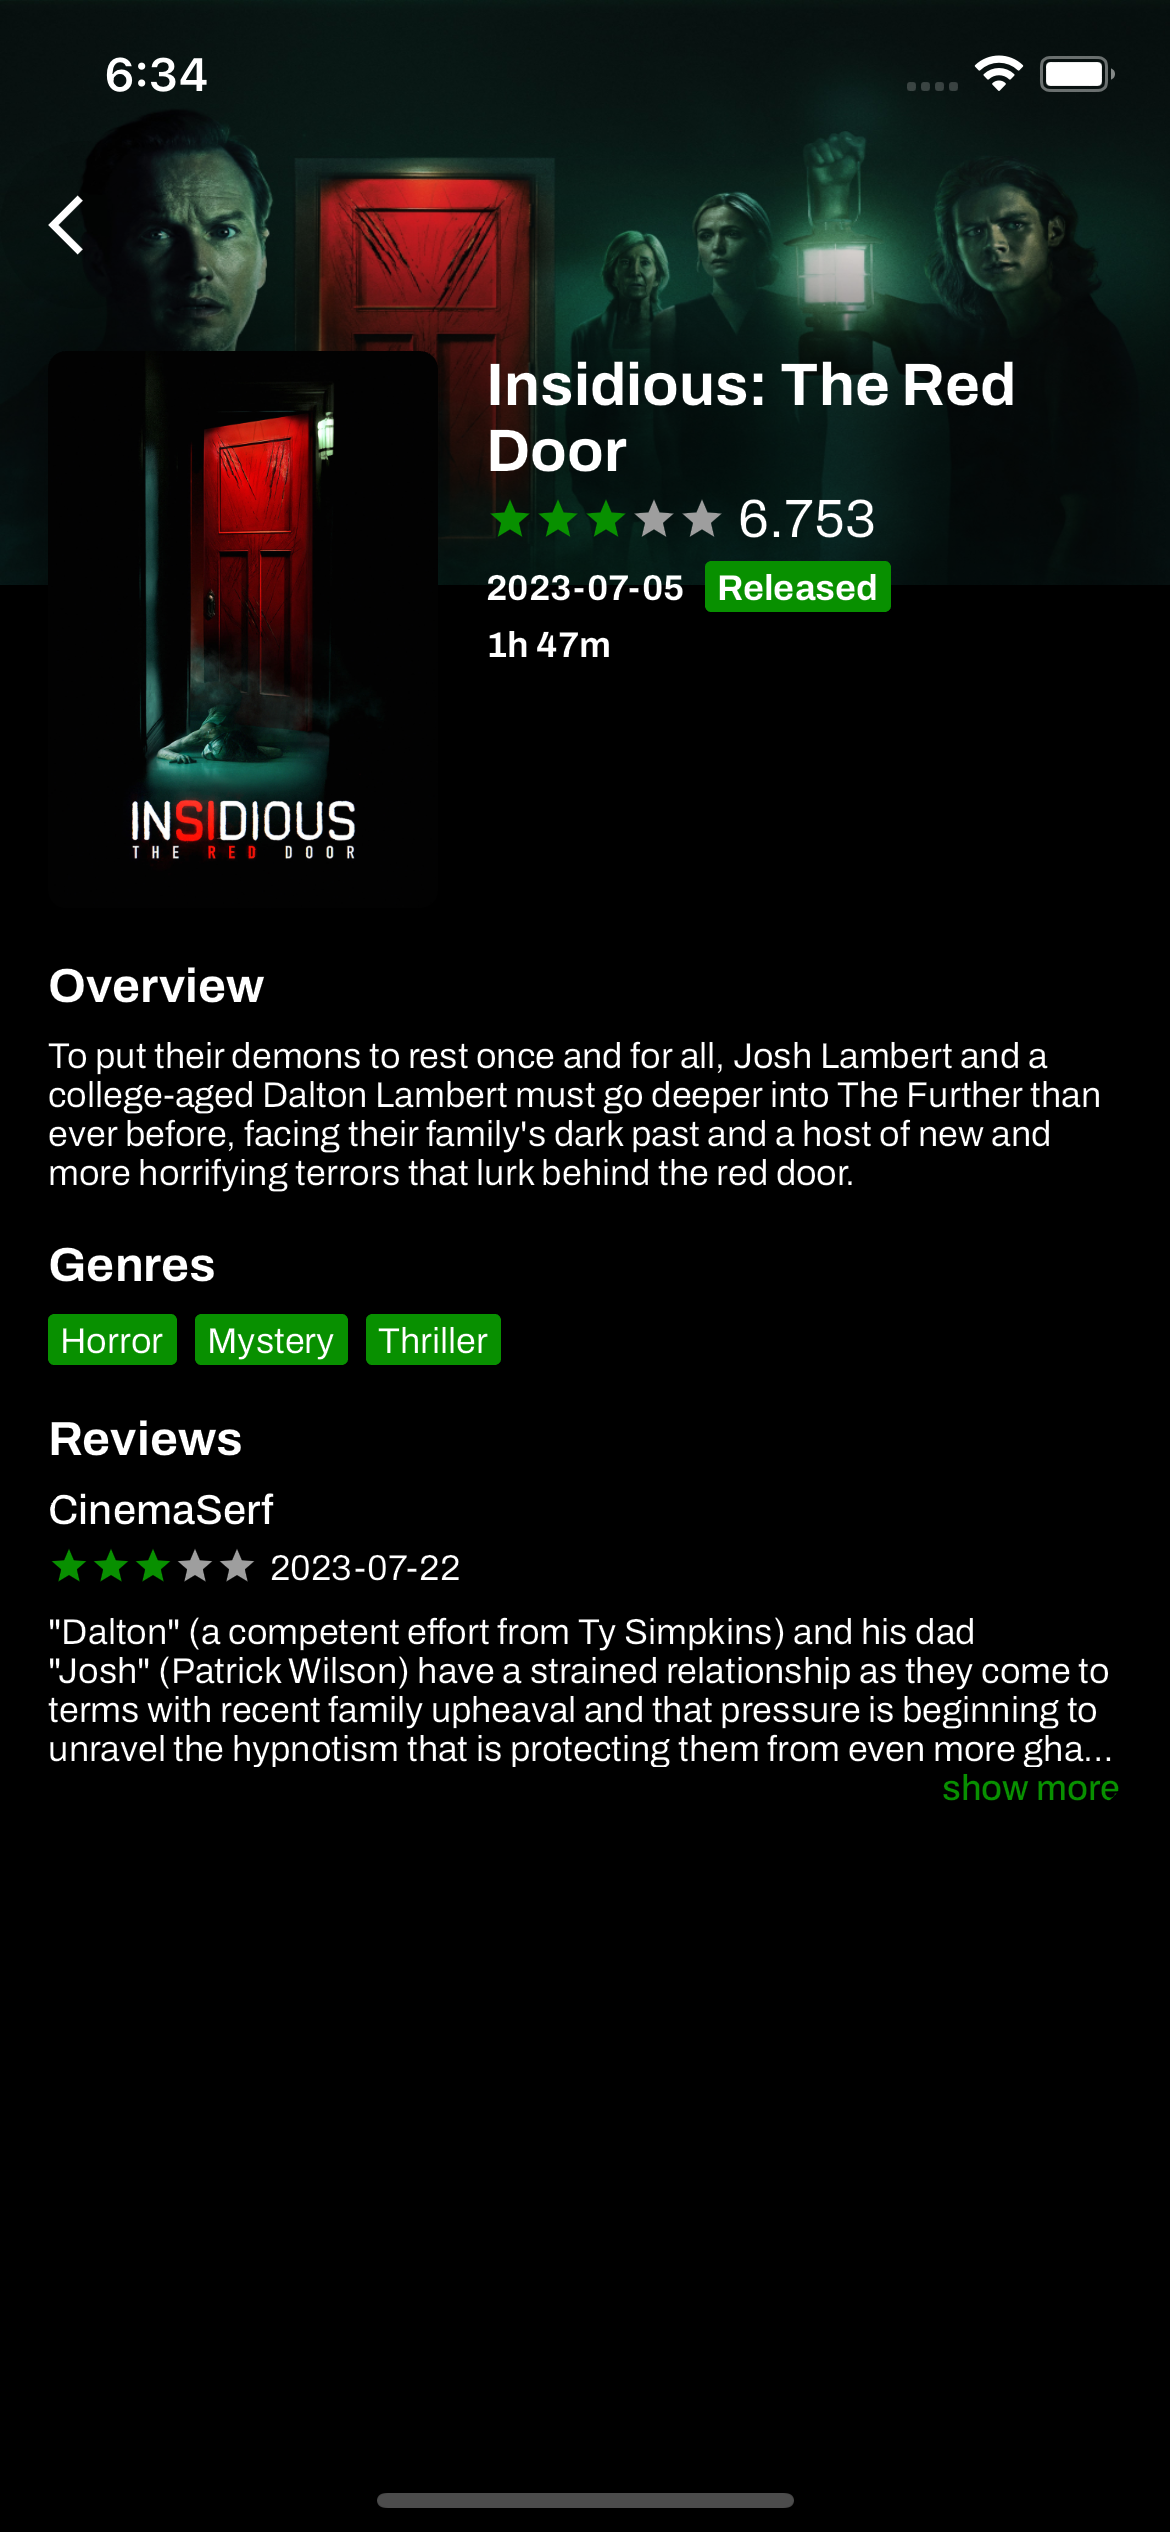 6:34
Insidious: The Red
Door
6.753
2023-07-05 Released
1h 47m
INSIDIOUS
THE RED DOOR
Overview
To put their demons to rest once and for all, Josh Lambert and a
college-aged Dalton Lambert must go deeper into The Further than
ever before, facing their family's dark past and a host of new and
more horrifying terrors that lurk behind the red door.
Genres
Horror Mystery Thriller
Reviews
CinemaSerf
2023-07-22
"Dalton" (a competent effort from Ty Simpkins) and his dad
"Josh" (Patrick Wilson) have a strained relationship as they come to
terms with recent family upheaval and that pressure is beginning to
unravel the hypnotism that is protecting them from even more gha...
show more